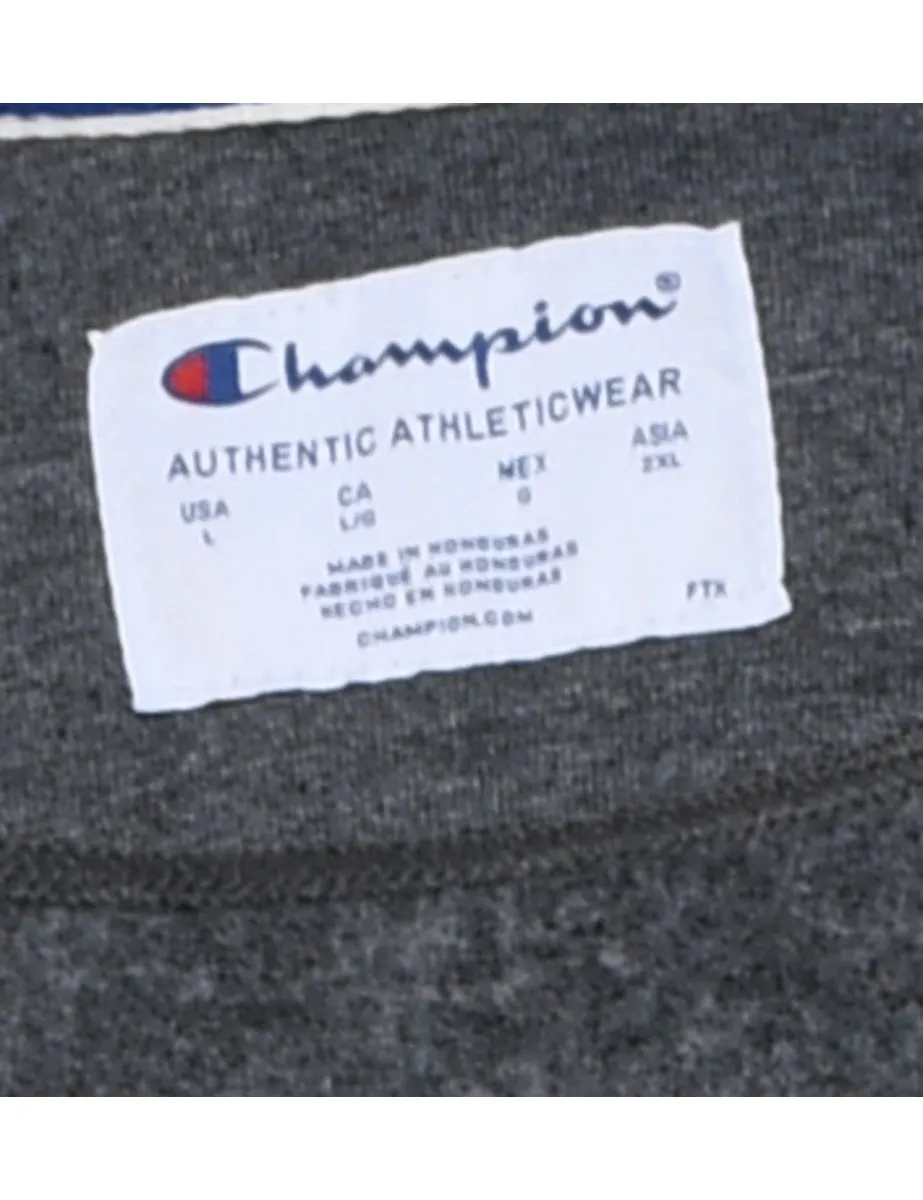 Champion®
AUTHENTIC ATHLETICWEAR
USA CA MEX ASIA
L L/G G 2XL
MADE IN HONDURAS
FABRIQUÉ AU HONDURAS
HECHO EN HONDURAS
CHAMPION.COM
FTX